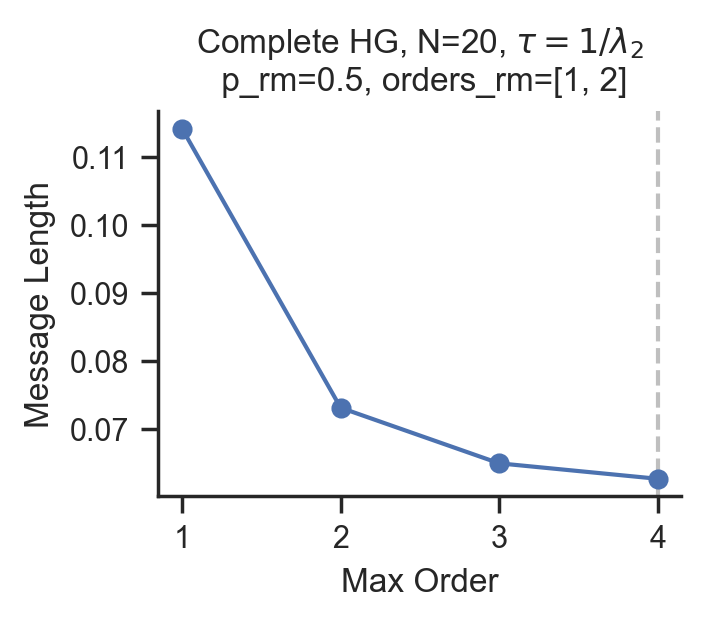 Complete HG, N=20, τ = 1/λ₂
p_rm=0.5, orders_rm=[1, 2]
Message Length
0.11
0.10
0.09
0.08
0.07
1 2 3 4
Max Order